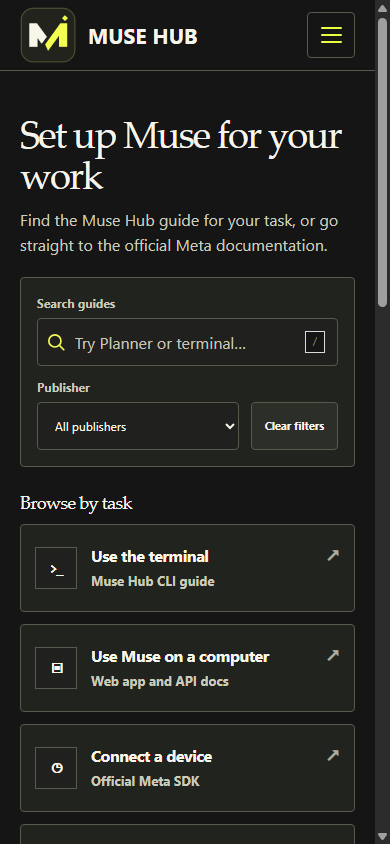 MUSE HUB
Set up Muse for your
work
Find the Muse Hub guide for your task, or go
straight to the official Meta documentation.
Search guides
Try Planner or terminal...
/
Publisher
All publishers
Clear filters
Browse by task
>_
Use the terminal
Muse Hub CLI guide
Use Muse on a computer
Web app and API docs
Connect a device
Official Meta SDK